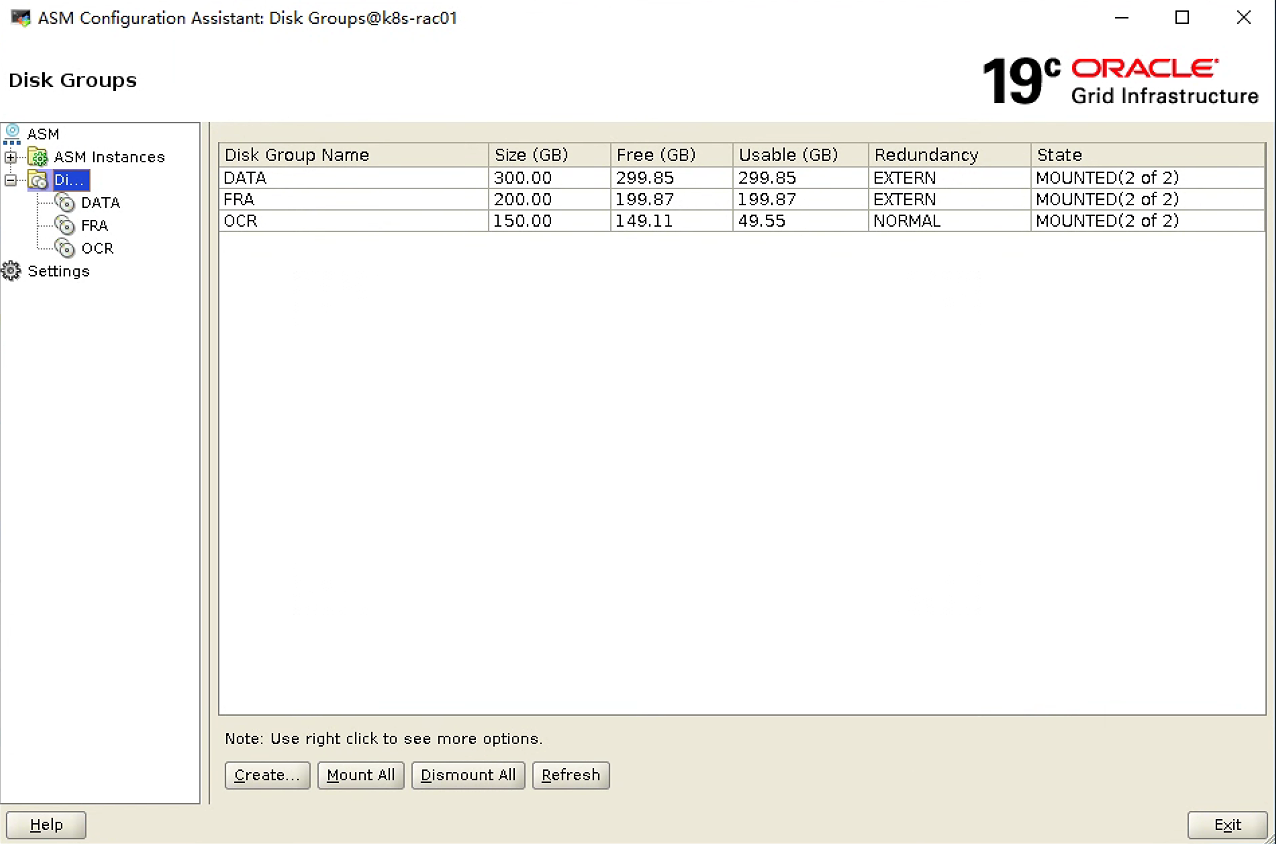 ASM Configuration Assistant: Disk Groups@k8s-rac01
Disk Groups
19c ORACLE
Grid Infrastructure
ASM
ASM Instances
Di...
DATA
FRA
OCR
Settings
Disk Group Name Size (GB) Free (GB) Usable (GB) Redundancy State
DATA 300.00 299.85 299.85 EXTERN MOUNTED(2 of 2)
FRA 200.00 199.87 199.87 EXTERN MOUNTED(2 of 2)
OCR 150.00 149.11 49.55 NORMAL MOUNTED(2 of 2)
Note: Use right click to see more options.
Create... Mount All Dismount All Refresh
Help Exit